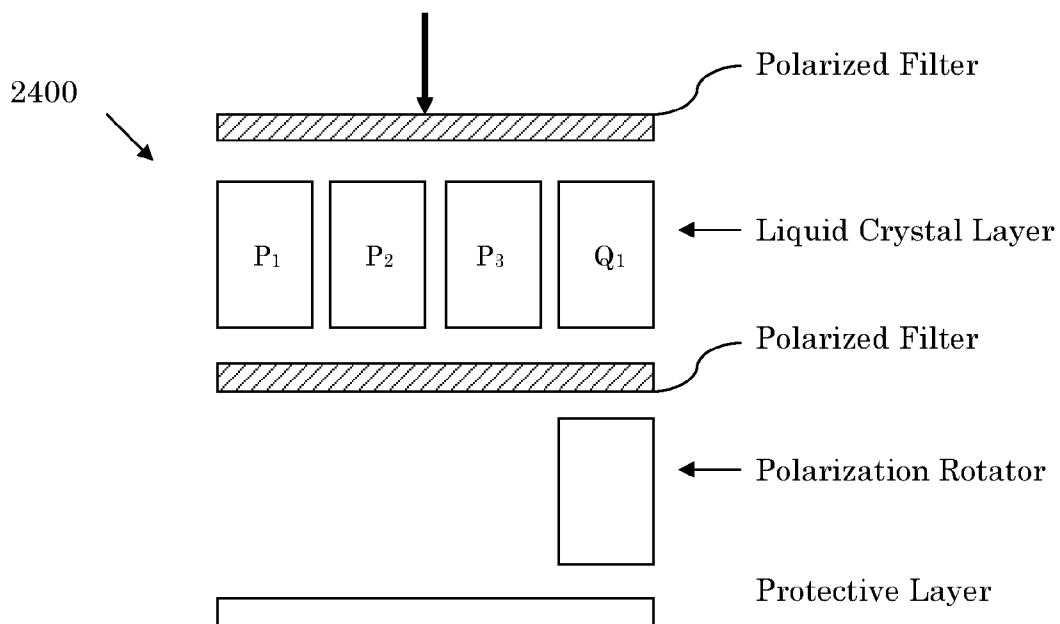 Polarized Filter
2400
P₁ P₂ P₃ Q₁
Liquid Crystal Layer
Polarized Filter
Polarization Rotator
Protective Layer